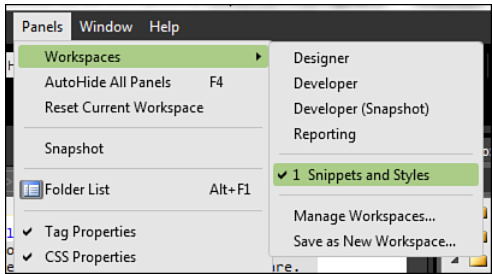 Panels Window Help
Workspaces
AutoHide All Panels F4
Reset Current Workspace
Snapshot
Folder List Alt+F1
Tag Properties
CSS Properties
Designer
Developer
Developer (Snapshot)
Reporting
1 Snippets and Styles
Manage Workspaces...
Save as New Workspace...
re.